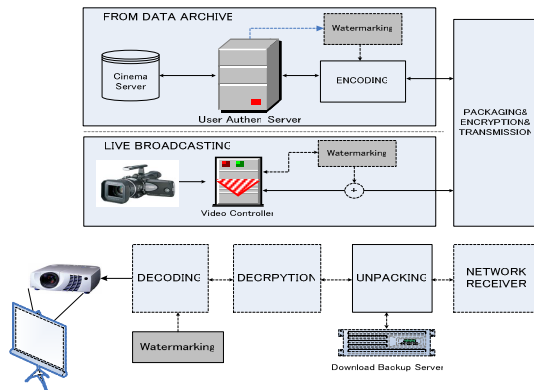 FROM DATA ARCHIVE
Watermarking
Cinema
Server
ENCODING
User Authen Server
PACKAGING&
ENCRYPTION&
TRANSMISSION
LIVE BROADCASTING
Watermarking
+
Video Controller
DECODING
DECRPYTION
UNPACKING
NETWORK
RECEIVER
Watermarking
Download Backup Server